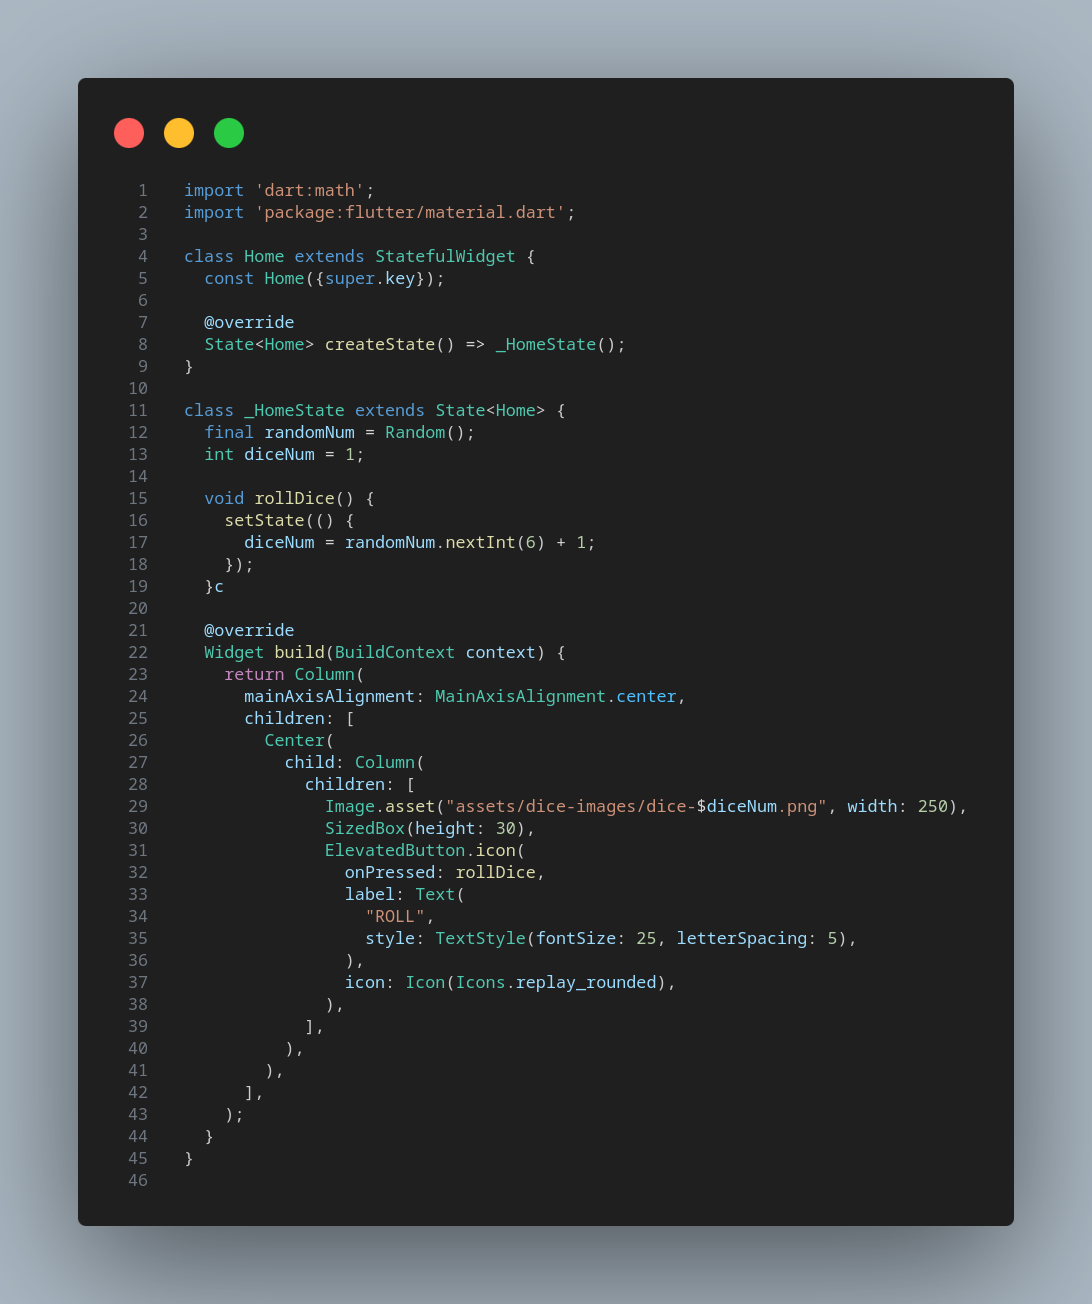 1 import 'dart:math';
2 import 'package:flutter/material.dart';
3
4 class Home extends StatefulWidget {
5   const Home({super.key});
6
7   @override
8   State<Home> createState() => _HomeState();
9 }
10
11 class _HomeState extends State<Home> {
12   final randomNum = Random();
13   int diceNum = 1;
14
15   void rollDice() {
16     setState(() {
17       diceNum = randomNum.nextInt(6) + 1;
18     });
19   }c
20
21   @override
22   Widget build(BuildContext context) {
23     return Column(
24       mainAxisAlignment: MainAxisAlignment.center,
25       children: [
26         Center(
27           child: Column(
28             children: [
29               Image.asset("assets/dice-images/dice-$diceNum.png", width: 250),
30               SizedBox(height: 30),
31               ElevatedButton.icon(
32                 onPressed: rollDice,
33                 label: Text(
34                   "ROLL",
35                   style: TextStyle(fontSize: 25, letterSpacing: 5),
36                 ),
37                 icon: Icon(Icons.replay_rounded),
38               ),
39             ],
40           ),
41         ),
42       ],
43     );
44   }
45 }
46